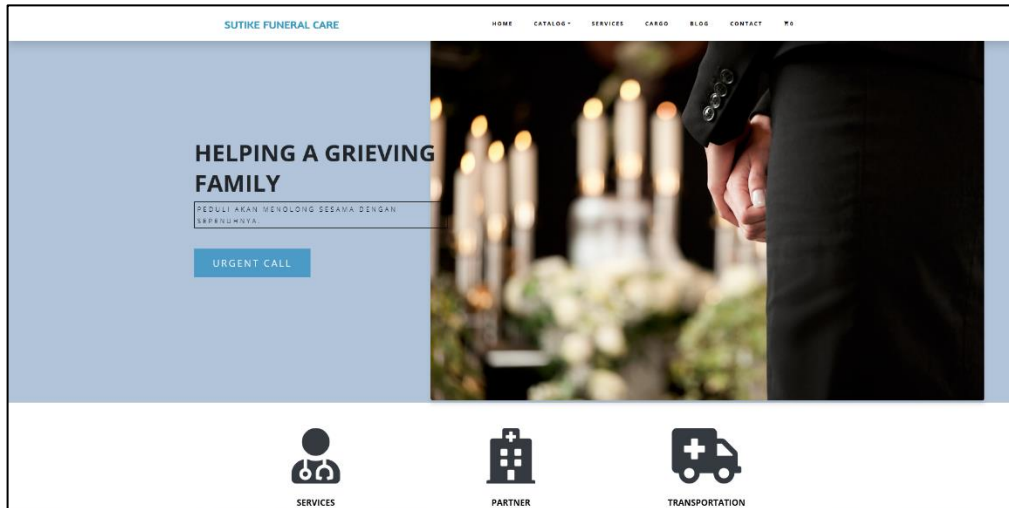 SUTIKE FUNERAL CARE
HOME CATALOG SERVICES CARGO BLOG CONTACT 0
HELPING A GRIEVING
FAMILY
PEDULI AKAN MENOLONG SESAMA DENGAN
SEPENUHNYA.
URGENT CALL
SERVICES PARTNER TRANSPORTATION